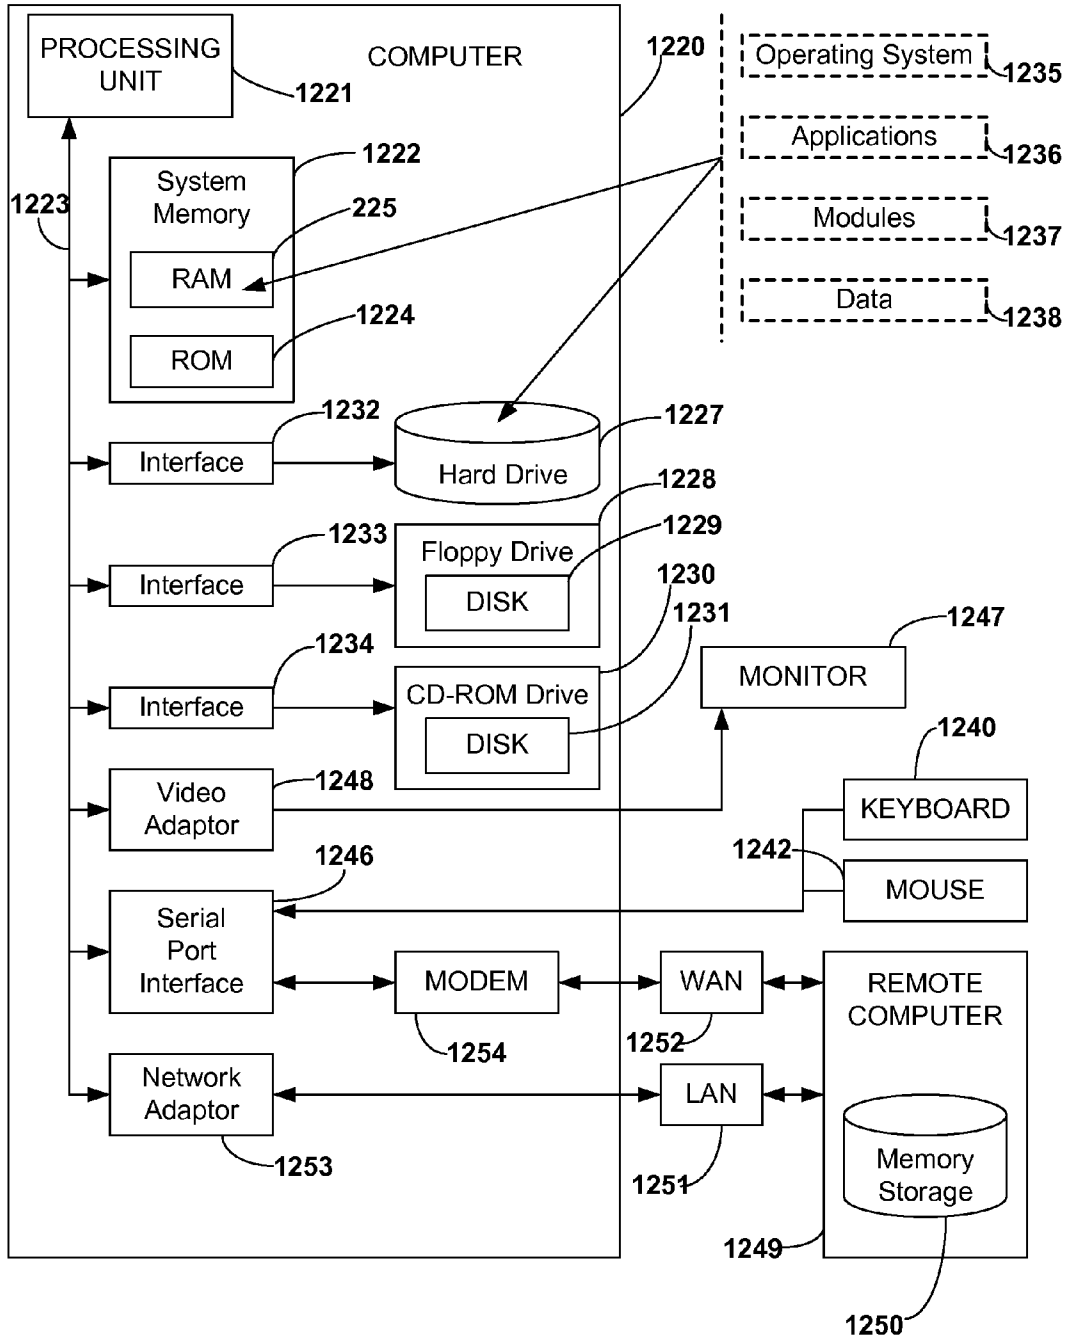 PROCESSING
UNIT
COMPUTER
1220
1221
Operating System
1235
Applications
1236
Modules
1237
Data
1238
1222
System
Memory
1223
225
RAM
1224
ROM
1232
Interface
1227
Hard Drive
1228
1233
1229
Floppy Drive
Interface
DISK
1230
1231
1234
1247
MONITOR
CD-ROM Drive
Interface
DISK
1240
1248
Video
Adaptor
KEYBOARD
1242
1246
MOUSE
Serial
Port
Interface
MODEM
WAN
REMOTE
COMPUTER
1254
1252
Network
Adaptor
LAN
1253
1251
Memory
Storage
1249
1250